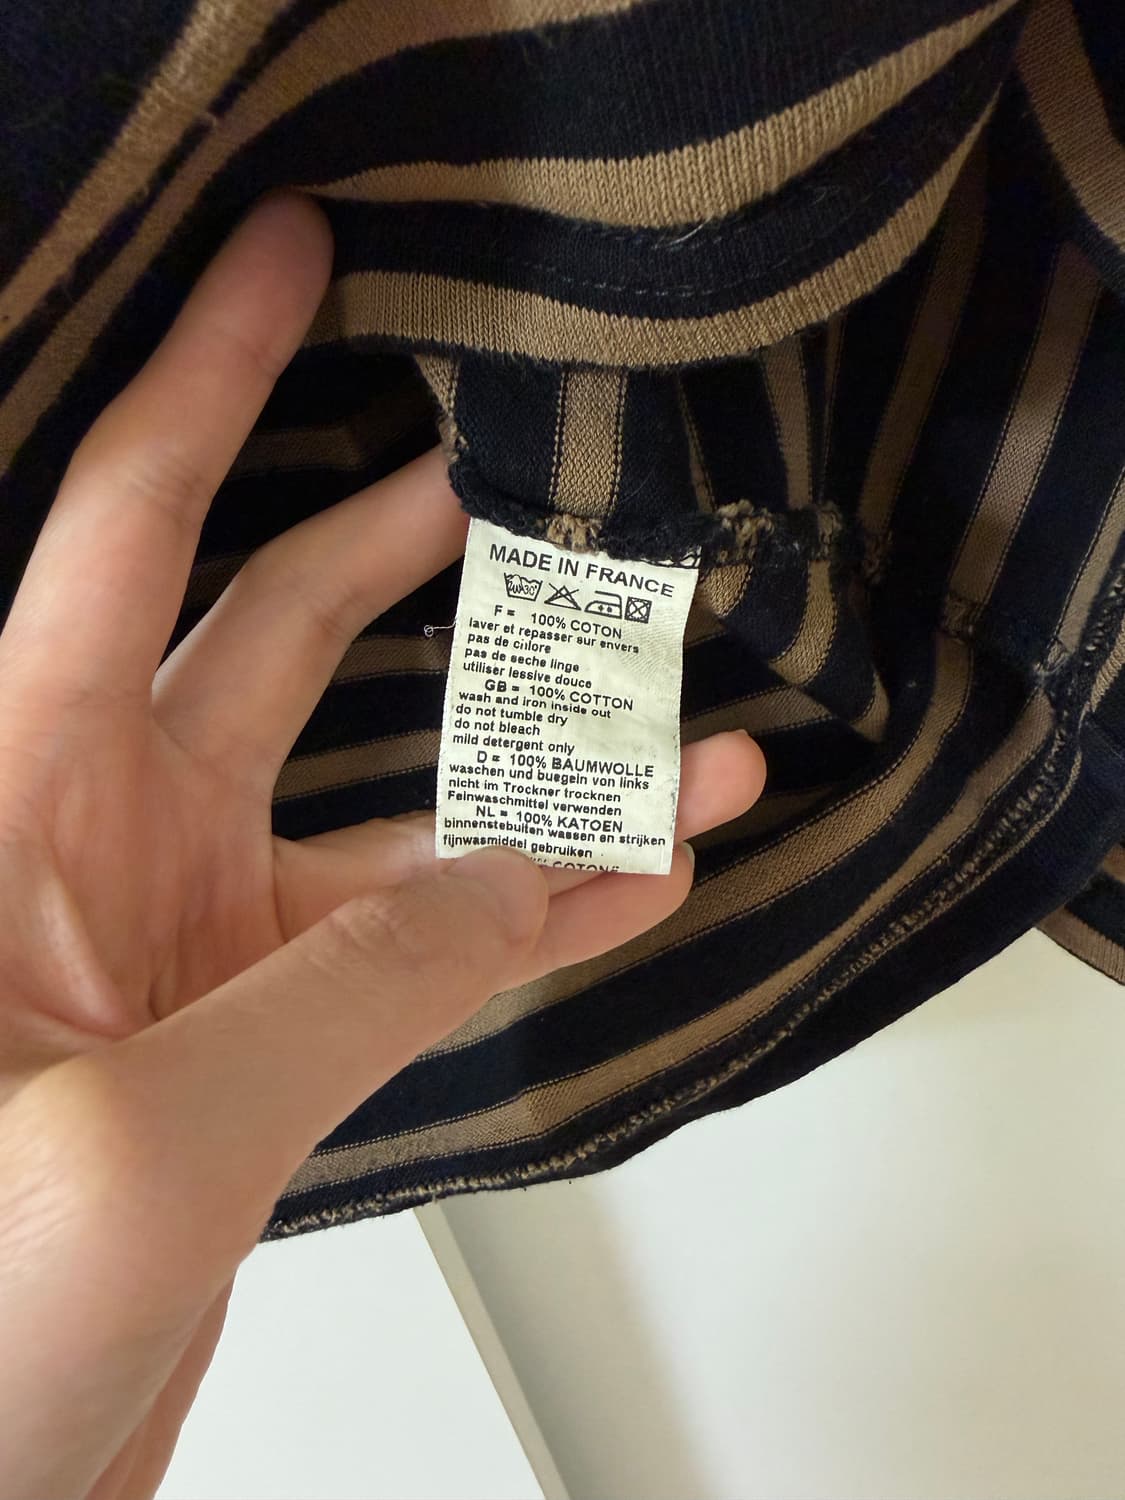 MADE IN FRANCE
30°
F = 100% COTON
laver et repasser sur envers
pas de chlore
pas de seche linge
utiliser lessive douce
GB = 100% COTTON
wash and iron inside out
do not tumble dry
do not bleach
mild detergent only
D = 100% BAUMWOLLE
waschen und buegeln von links
nicht im Trockner trocknen
Feinwaschmittel verwenden
NL = 100% KATOEN
binnenstebuiten wassen en strijken
fijnwasmiddel gebruiken